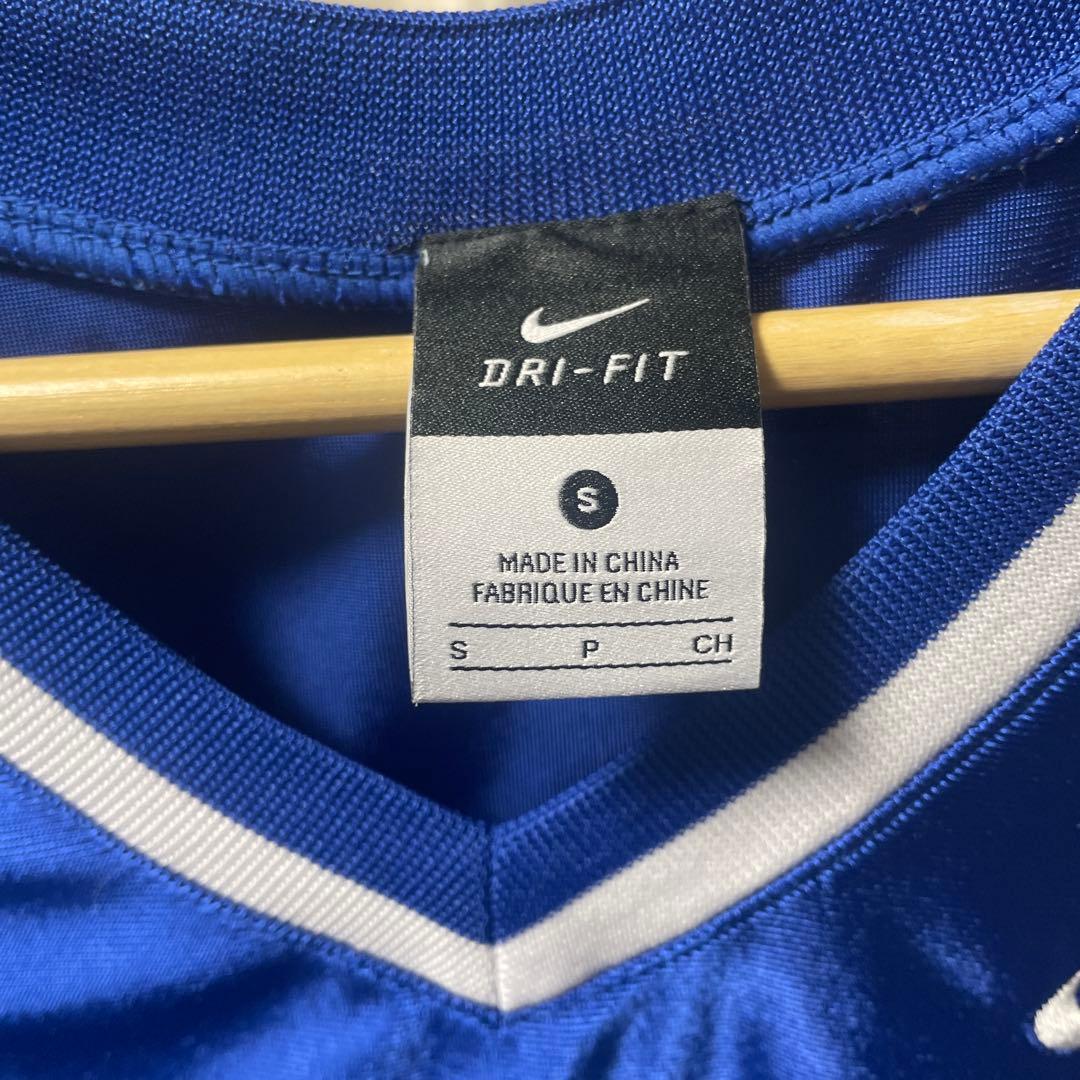 DRI-FIT
S
MADE IN CHINA
FABRIQUE EN CHINE
S P CH